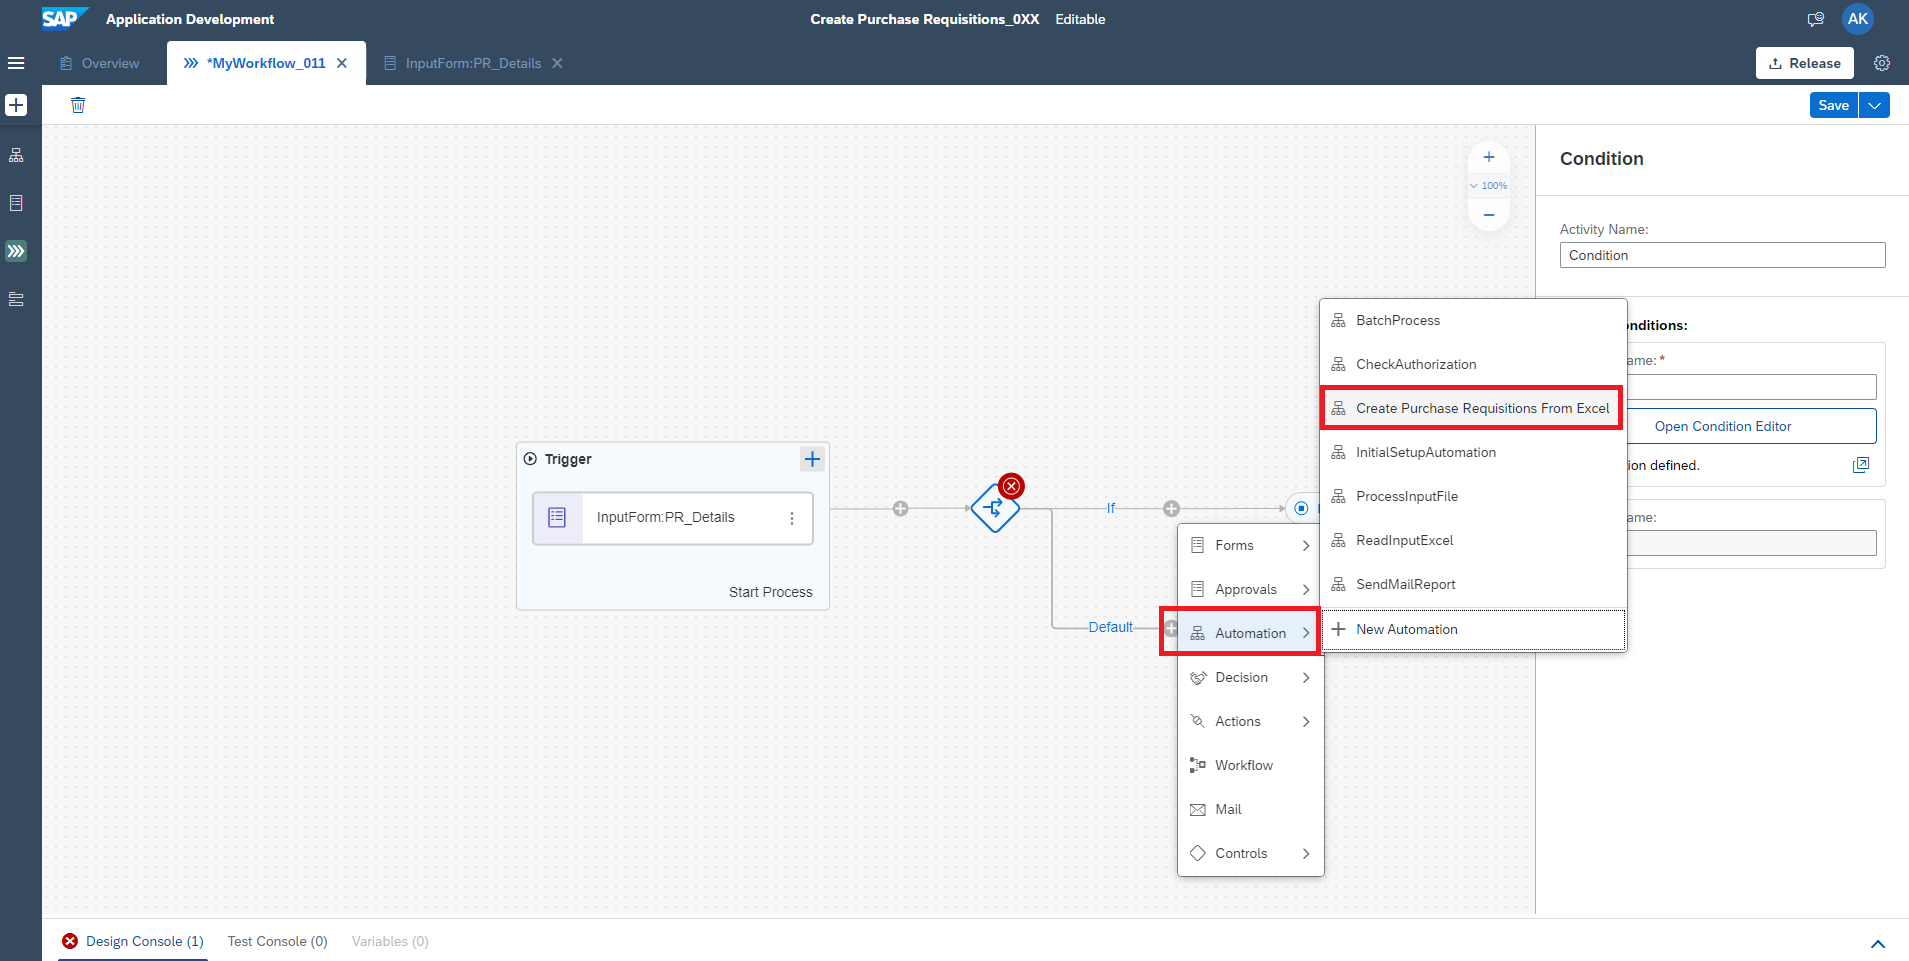 SAP Application Development
Create Purchase Requisitions_0XX Editable
AK
Overview
*MyWorkflow_011
InputForm:PR_Details
Release
Save
100%
Condition
Activity Name:
Condition
nditions:
ame: *
Open Condition Editor
ion defined.
ame:
Trigger
InputForm:PR_Details
Start Process
If
Default
Forms
Approvals
Automation
Decision
Actions
Workflow
Mail
Controls
BatchProcess
CheckAuthorization
Create Purchase Requisitions From Excel
InitialSetupAutomation
ProcessInputFile
ReadInputExcel
SendMailReport
New Automation
Design Console (1)
Test Console (0)
Variables (0)